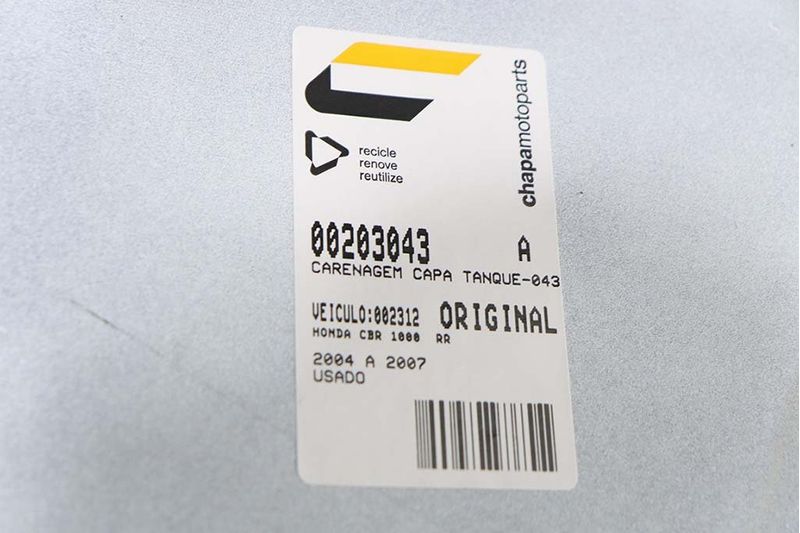 chapamotoparts
recicle
renove
reutilize
00203043 A
CARENAGEM CAPA TANQUE-043
VEICULO:002312 ORIGINAL
HONDA CBR 1000 RR
2004 A 2007
USADO